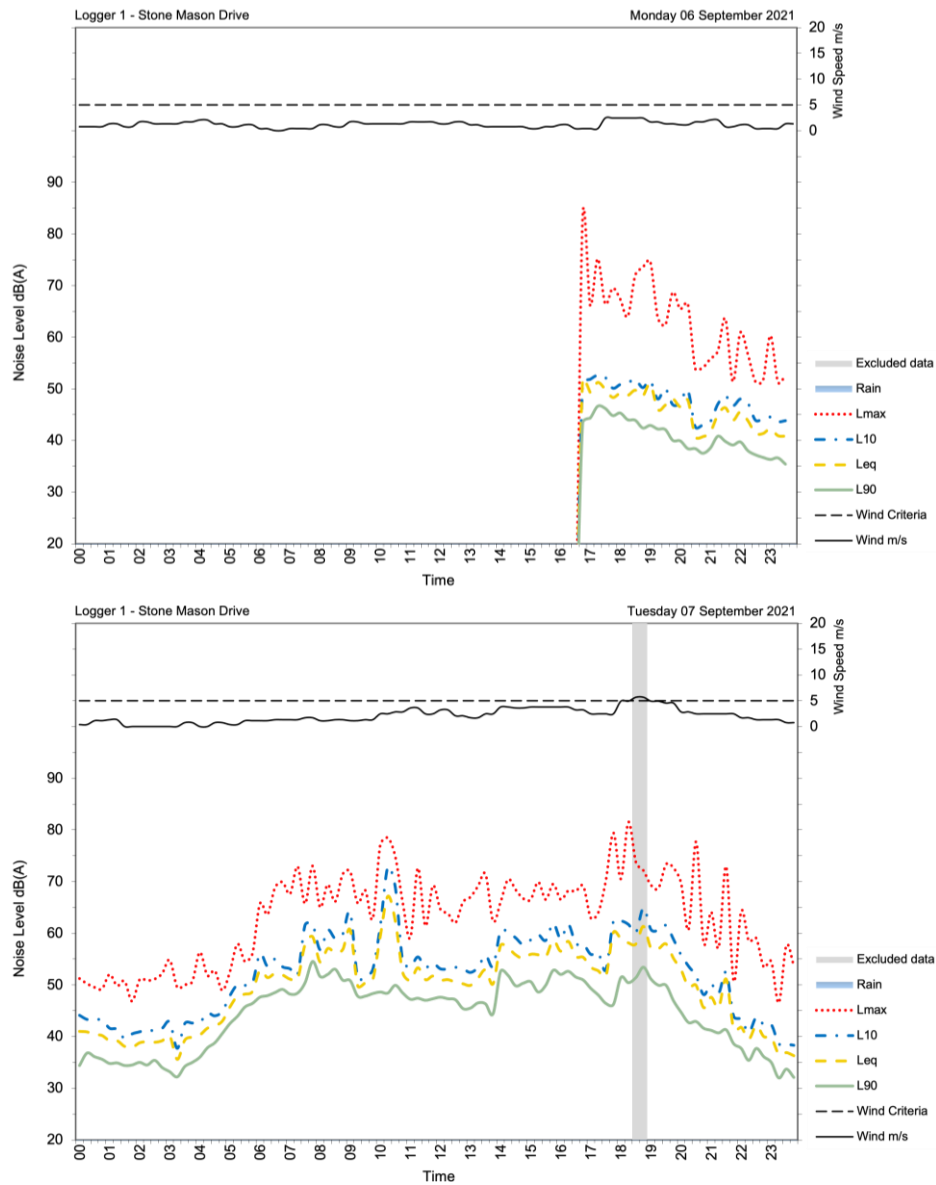 Logger 1 - Stone Mason Drive Monday 06 September 2021
20
15
10
5
0
Wind Speed m/s
90
80
70
60
50
40
30
20
Noise Level dB(A)
00 01 02 03 04 05 06 07 08 09 10 11 12 13 14 15 16 17 18 19 20 21 22 23
Time
Excluded data
Rain
Lmax
L10
Leq
L90
Wind Criteria
Wind m/s
Logger 1 - Stone Mason Drive Tuesday 07 September 2021
20
15
10
5
0
Wind Speed m/s
90
80
70
60
50
40
30
20
Noise Level dB(A)
00 01 02 03 04 05 06 07 08 09 10 11 12 13 14 15 16 17 18 19 20 21 22 23
Time
Excluded data
Rain
Lmax
L10
Leq
L90
Wind Criteria
Wind m/s